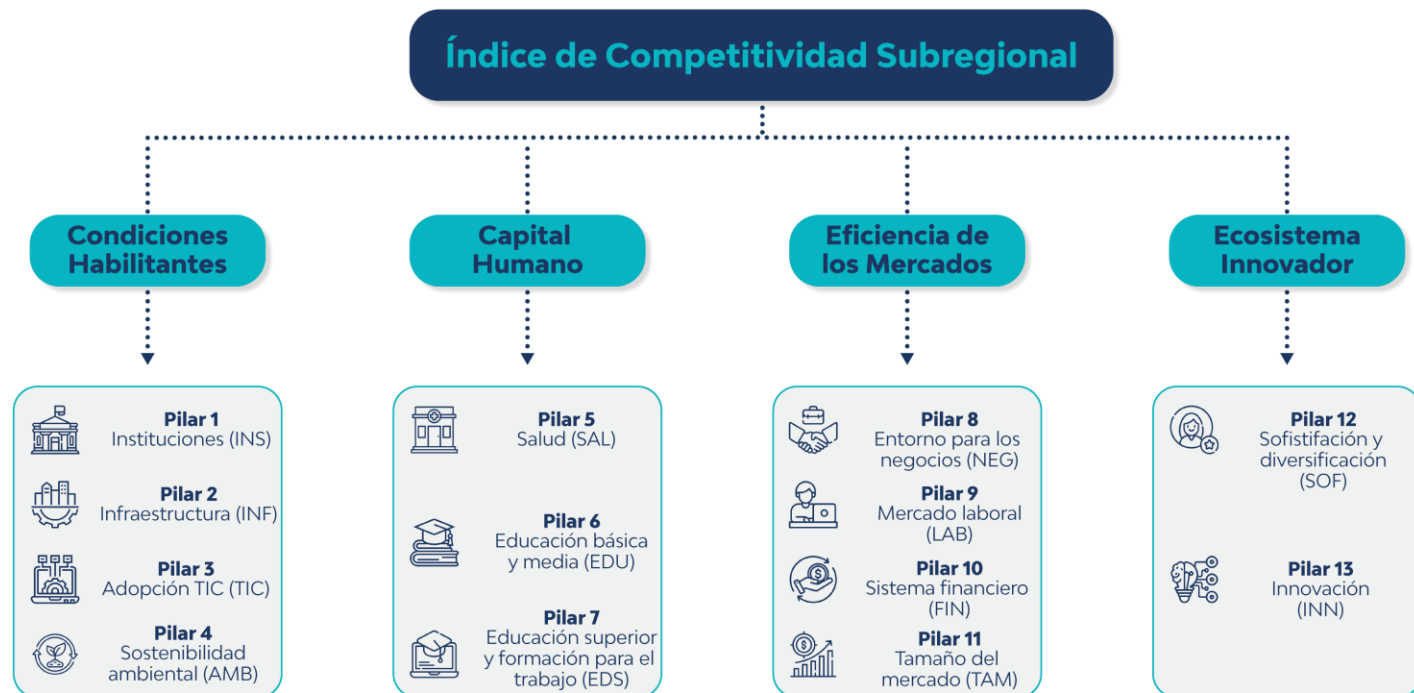 Índice de Competitividad Subregional
Condiciones
Habilitantes
Pilar 1
Instituciones (INS)
Pilar 2
Infraestructura (INF)
Pilar 3
Adopción TIC (TIC)
Pilar 4
Sostenibilidad
ambiental (AMB)
Capital
Humano
Pilar 5
Salud (SAL)
Pilar 6
Educación básica
y media (EDU)
Pilar 7
Educación superior
y formación para el
trabajo (EDS)
Eficiencia de
los Mercados
Pilar 8
Entorno para los
negocios (NEG)
Pilar 9
Mercado laboral
(LAB)
Pilar 10
Sistema financiero
(FIN)
Pilar 11
Tamaño del
mercado (TAM)
Ecosistema
Innovador
Pilar 12
Sofistifación y
diversificación
(SOF)
Pilar 13
Innovación
(INN)